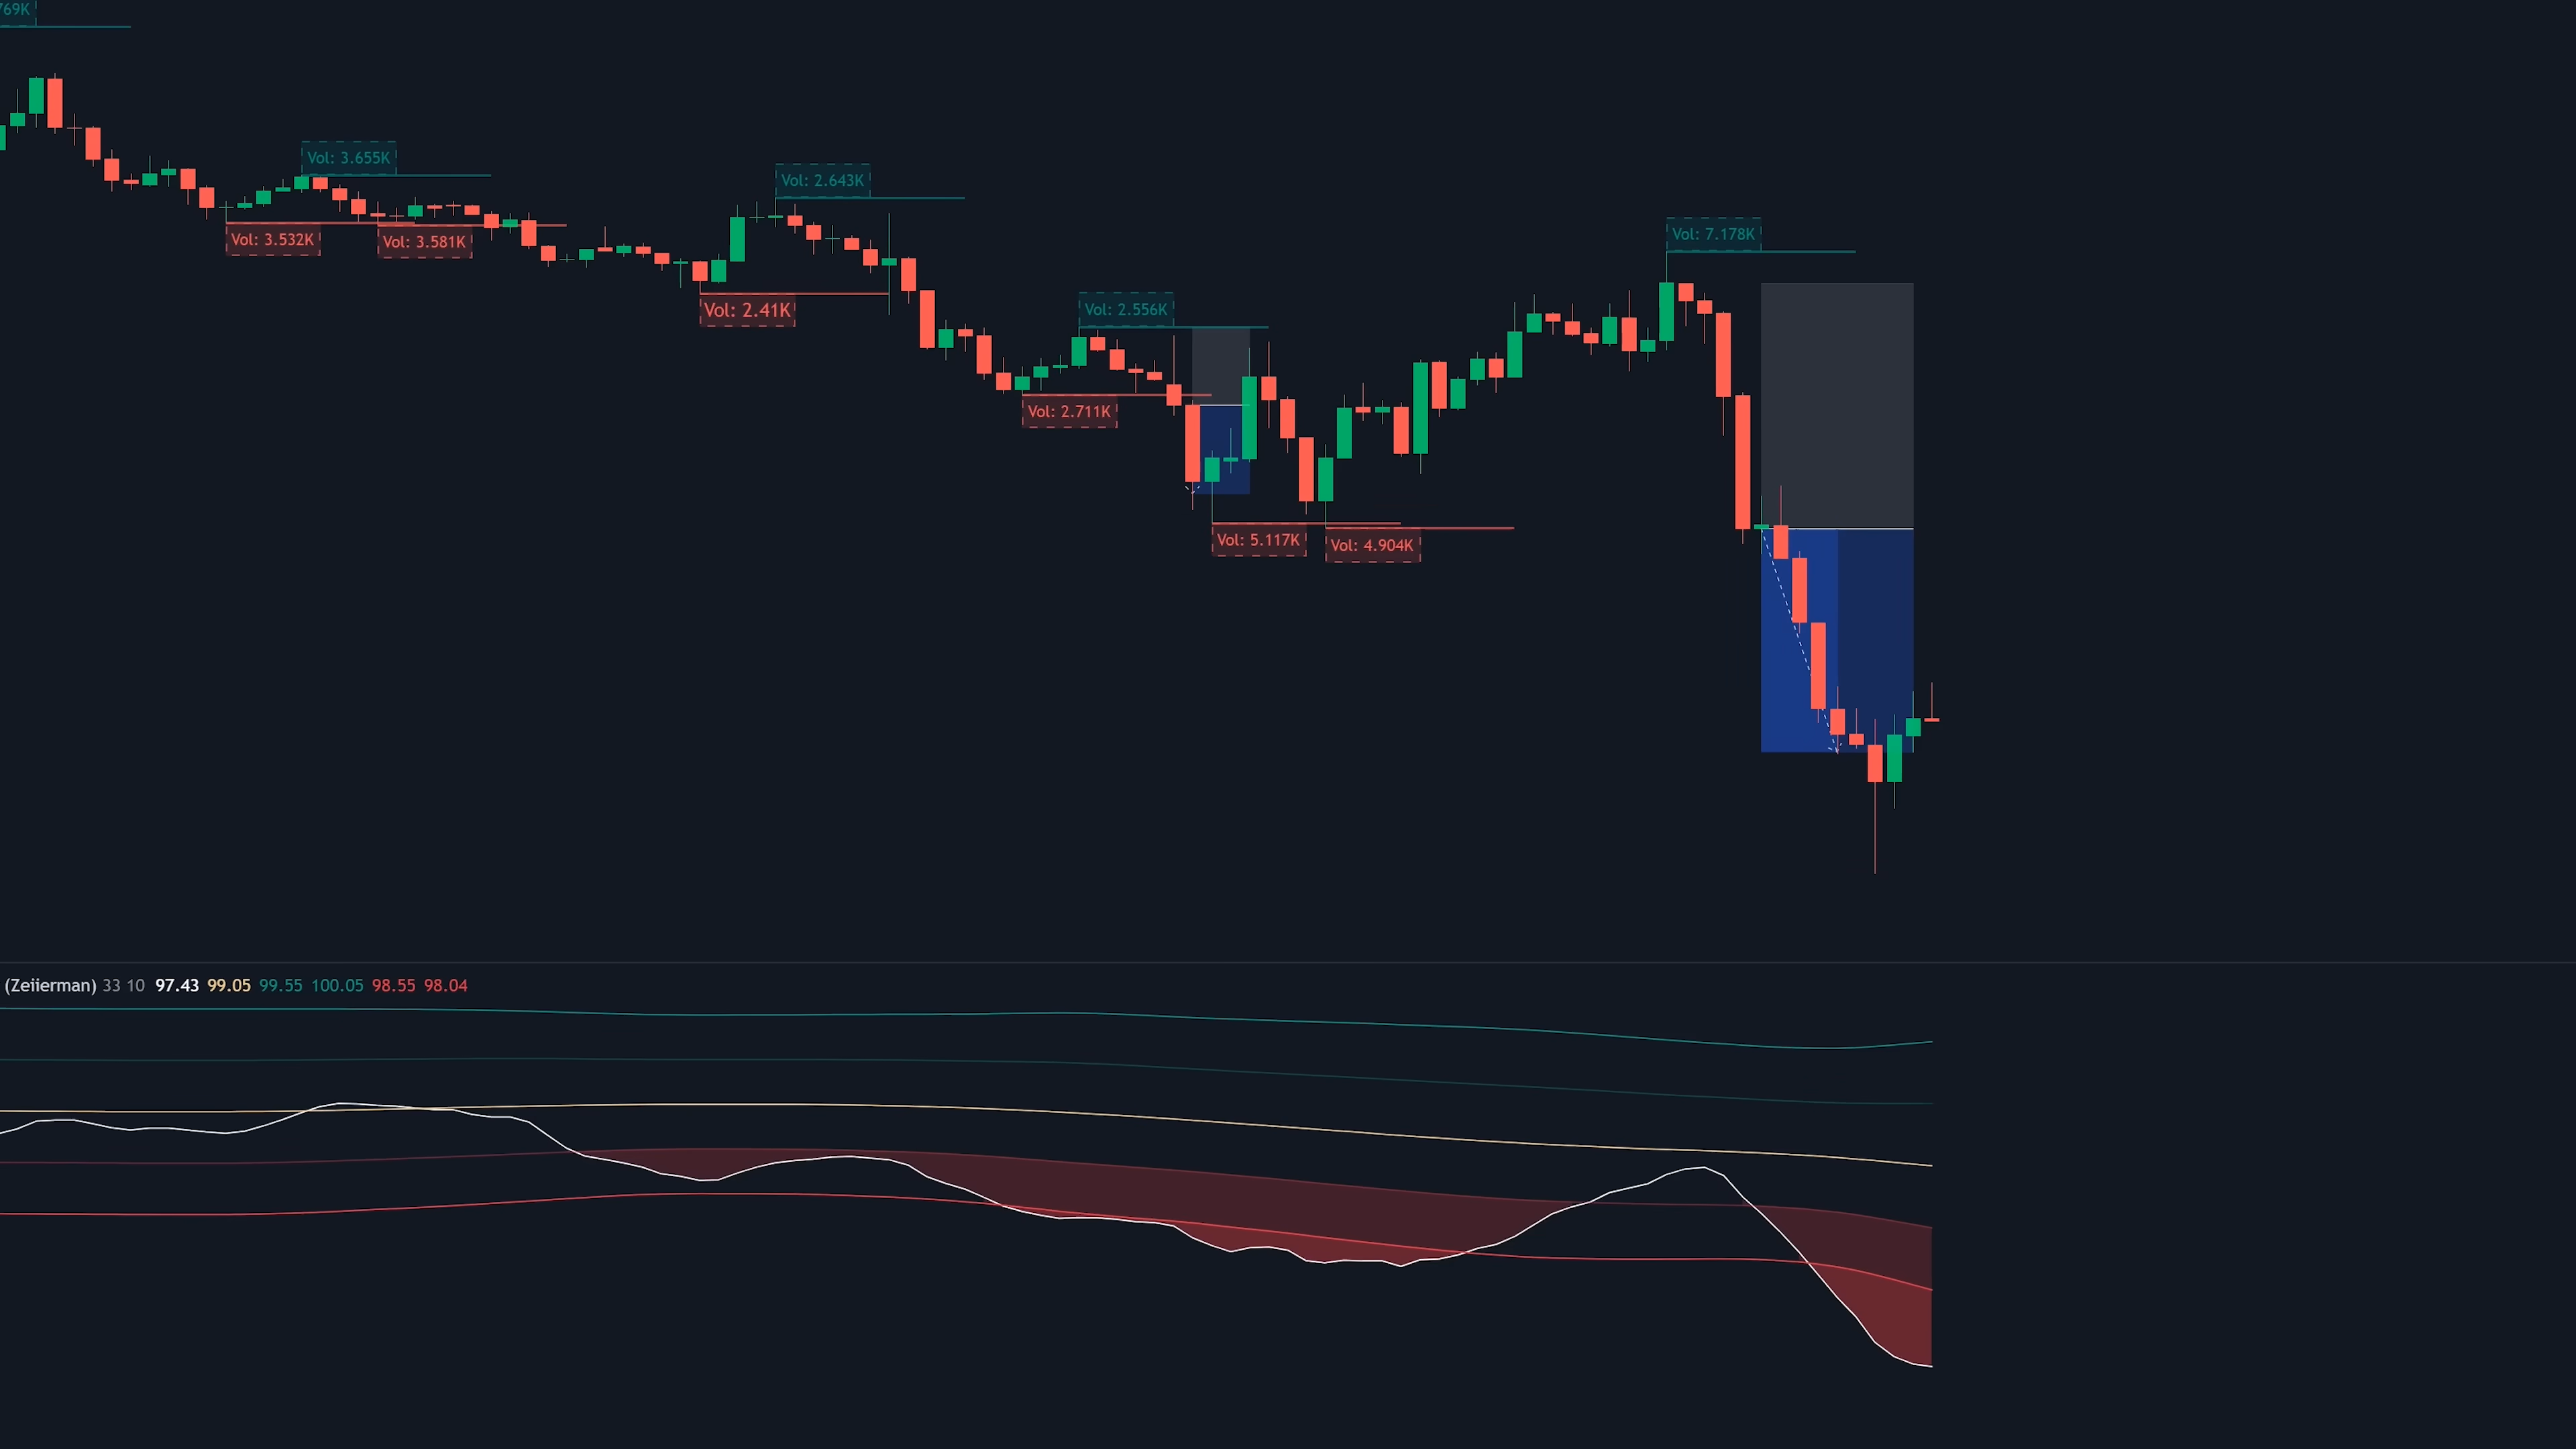 769K
Vol: 3.655K
Vol: 2.643K
Vol: 7.178K
Vol: 3.532K
Vol: 3.581K
Vol: 2.41K
Vol: 2.556K
Vol: 2.711K
Vol: 5.117K
Vol: 4.904K
(Zeiierman) 33 10 97.43 99.05 99.55 100.05 98.55 98.04